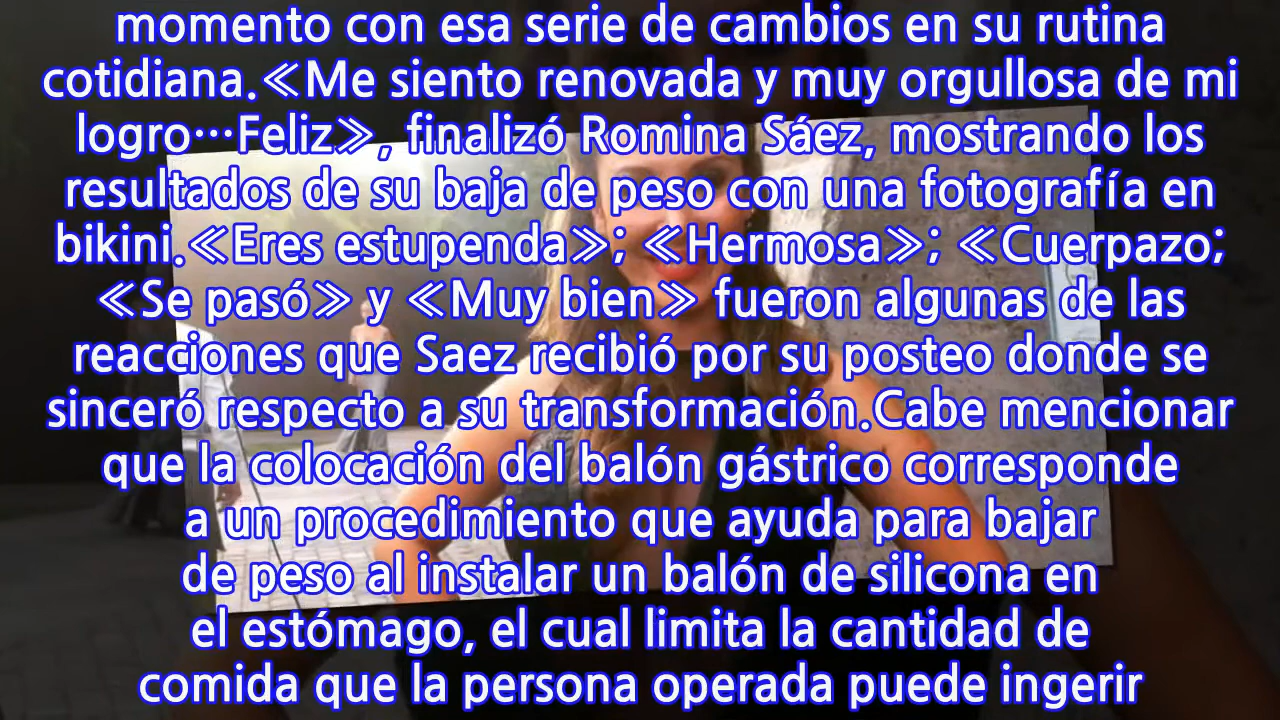 momento con esa serie de cambios en su rutina
cotidiana.≪Me siento renovada y muy orgullosa de mi
logro…Feliz≫, finalizó Romina Sáez, mostrando los
resultados de su baja de peso con una fotografía en
bikini.≪Eres estupenda≫; ≪Hermosa≫; ≪Cuerpazo;
≪Se pasó≫ y ≪Muy bien≫ fueron algunas de las
reacciones que Saez recibió por su posteo donde se
sinceró respecto a su transformación.Cabe mencionar
que la colocación del balón gástrico corresponde
a un procedimiento que ayuda para bajar
de peso al instalar un balón de silicona en
el estómago, el cual limita la cantidad de
comida que la persona operada puede ingerir